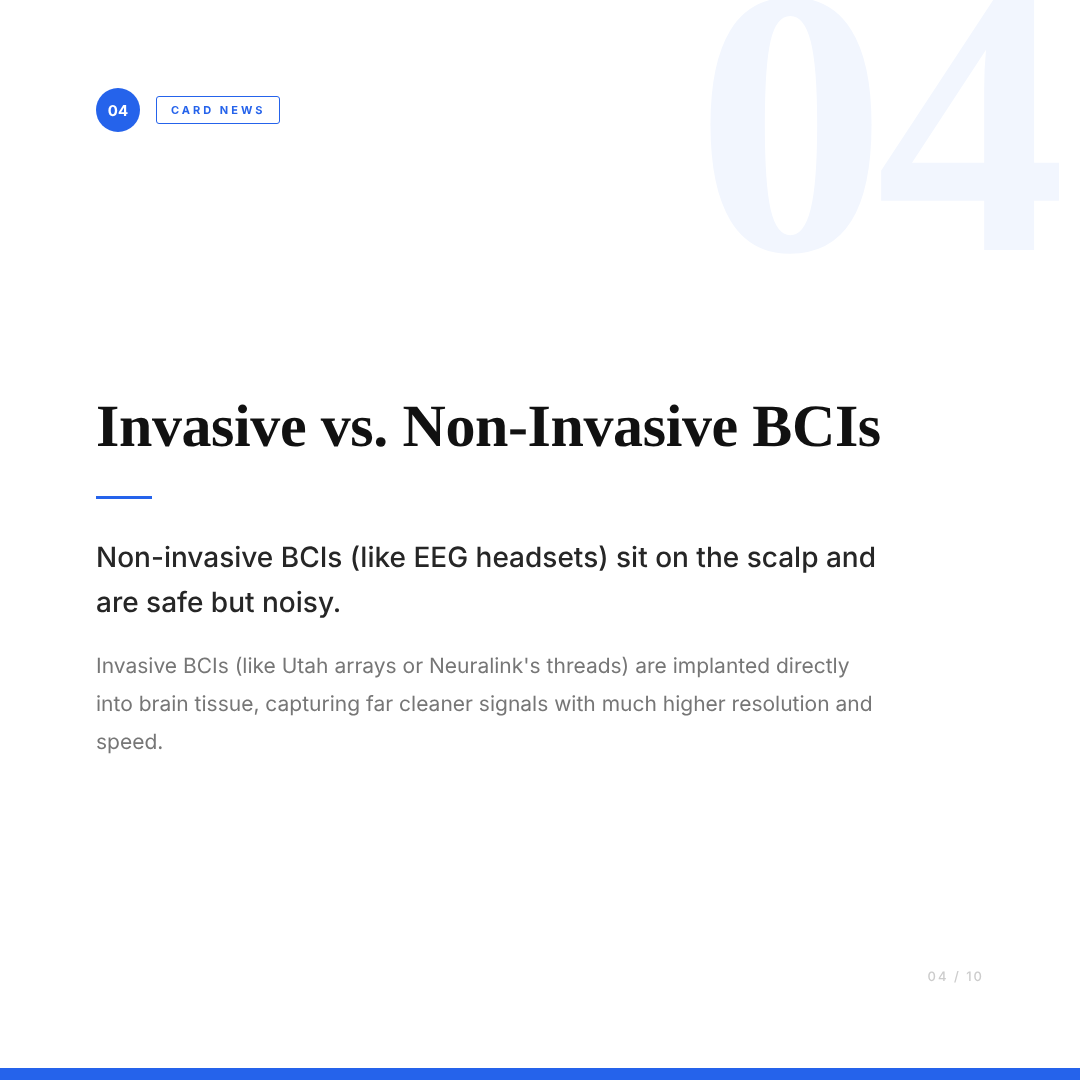 04
04
CARD NEWS
Invasive vs. Non-Invasive BCIs
Non-invasive BCIs (like EEG headsets) sit on the scalp and
are safe but noisy.
Invasive BCIs (like Utah arrays or Neuralink's threads) are implanted directly
into brain tissue, capturing far cleaner signals with much higher resolution and
speed.
04 / 10